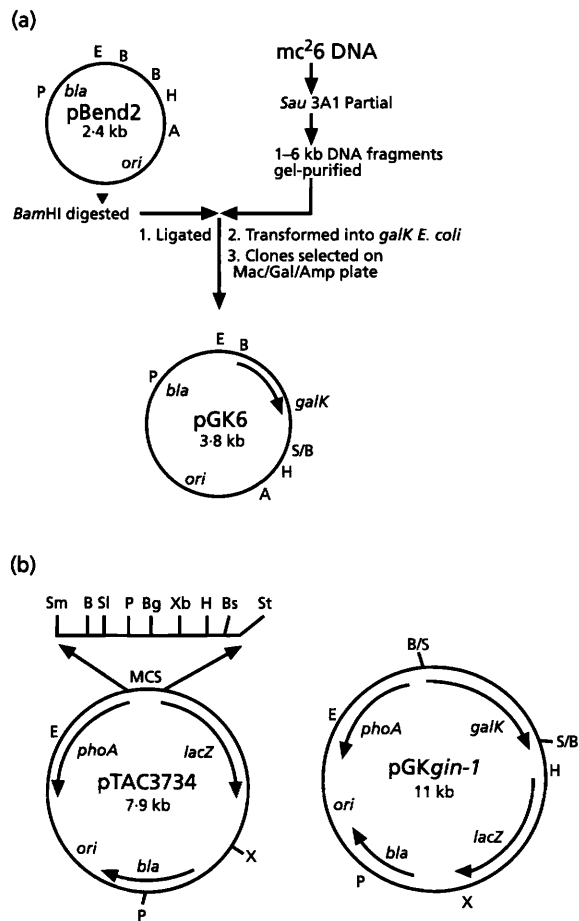 (a)
E B
B
P bla H
pBend2
2·4 kb A
ori
BamHI digested
mc²6 DNA
Sau 3A1 Partial
1–6 kb DNA fragments
gel-purified
1. Ligated
2. Transformed into galK E. coli
3. Clones selected on
Mac/Gal/Amp plate
E B
P bla
galK
pGK6
3·8 kb
S/B
ori H
A
(b)
Sm B Sl P Bg Xb H Bs St
MCS
E
phoA lacZ
pTAC3734
7·9 kb
ori
bla X
P
B/S
E
phoA galK
S/B
pGKgin-1 H
11 kb
ori
bla lacZ
P
X